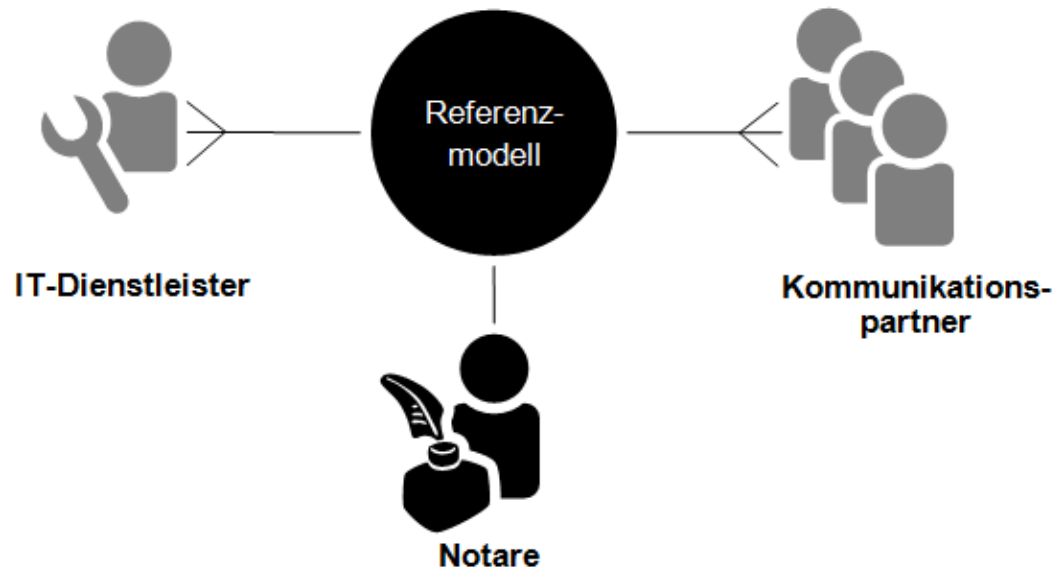 Referenz-
modell
IT-Dienstleister
Kommunikations-
partner
Notare